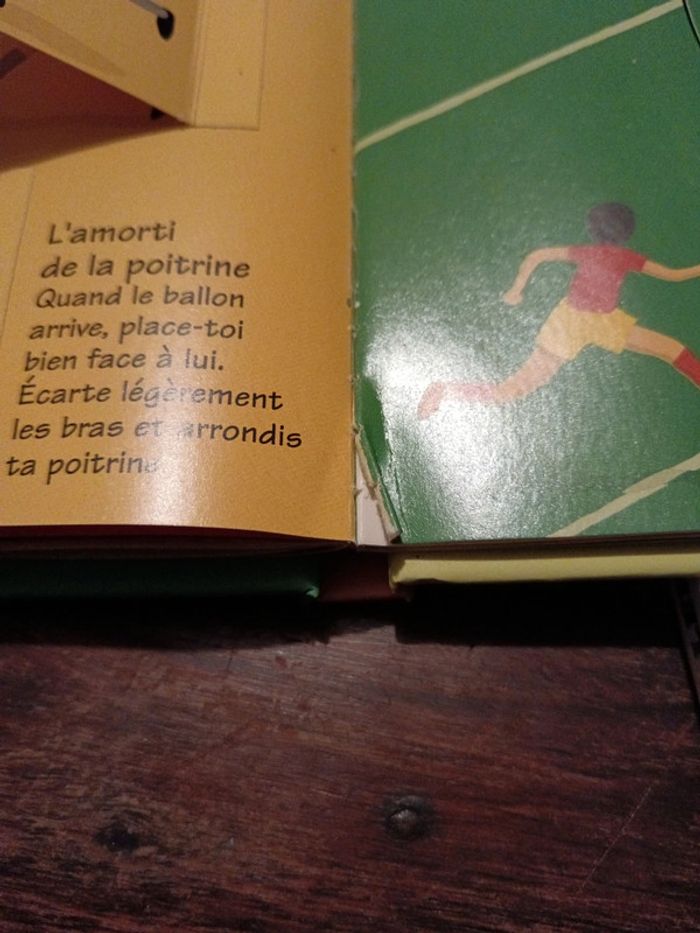 L'amorti
de la poitrine
Quand le ballon
arrive, place-toi
bien face à lui.
Écarte légèrement
les bras et arrondis
ta poitrine